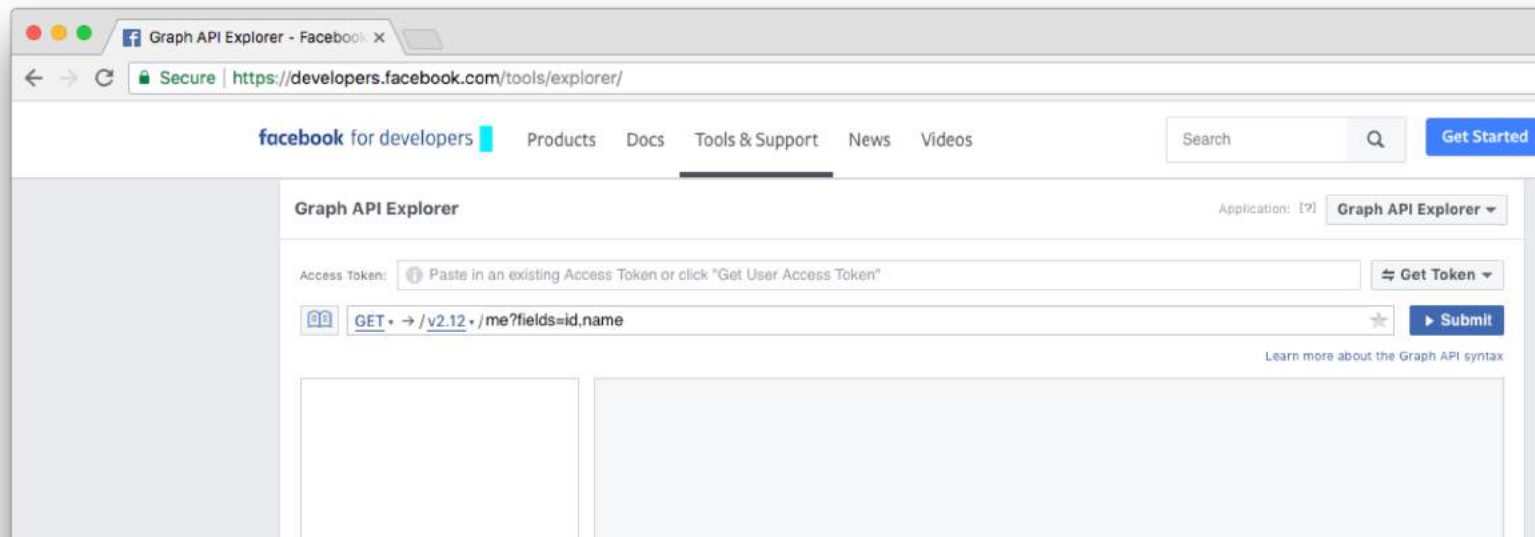 Graph API Explorer - Facebook
Secure | https://developers.facebook.com/tools/explorer/
facebook for developers Products Docs Tools & Support News Videos Search Get Started
Graph API Explorer Application: [?] Graph API Explorer
Access Token: Paste in an existing Access Token or click "Get User Access Token" Get Token
GET → / v2.12 / me?fields=id,name Submit
Learn more about the Graph API syntax